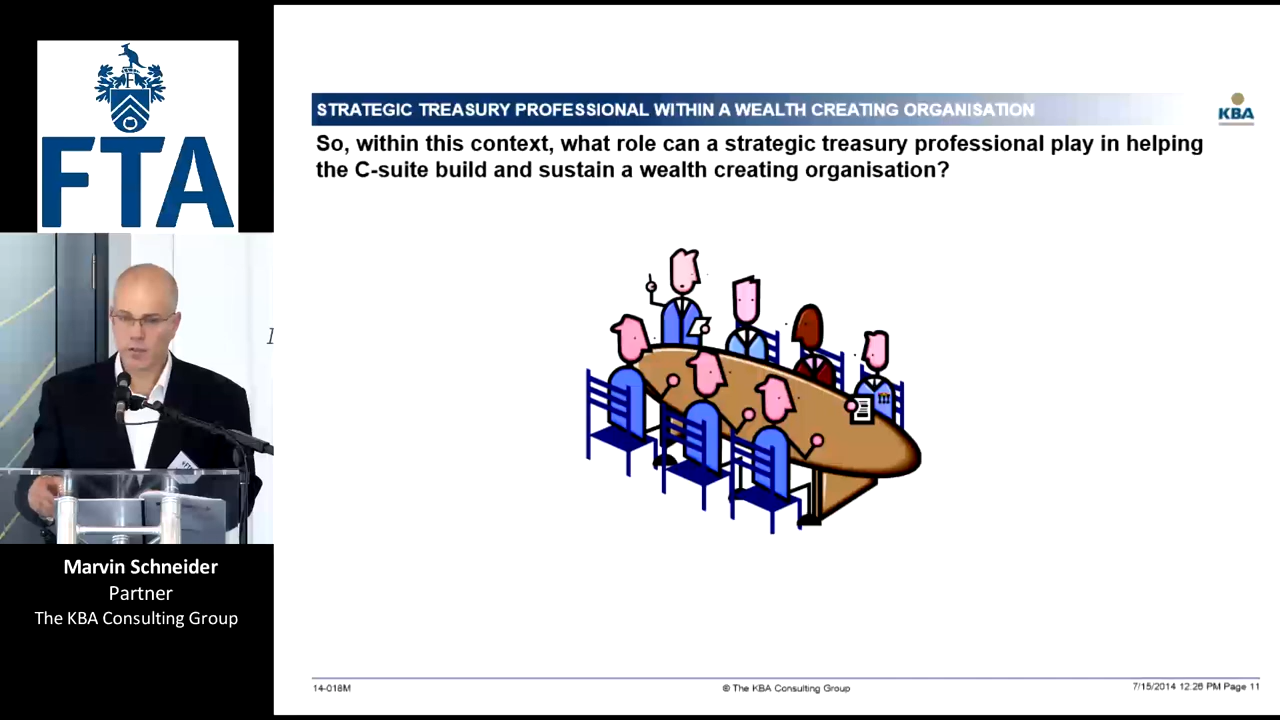 FTA
Marvin Schneider
Partner
The KBA Consulting Group
STRATEGIC TREASURY PROFESSIONAL WITHIN A WEALTH CREATING ORGANISATION
KBA
So, within this context, what role can a strategic treasury professional play in helping
the C-suite build and sustain a wealth creating organisation?
14-018M
© The KBA Consulting Group
7/15/2014 12:26 PM Page 11